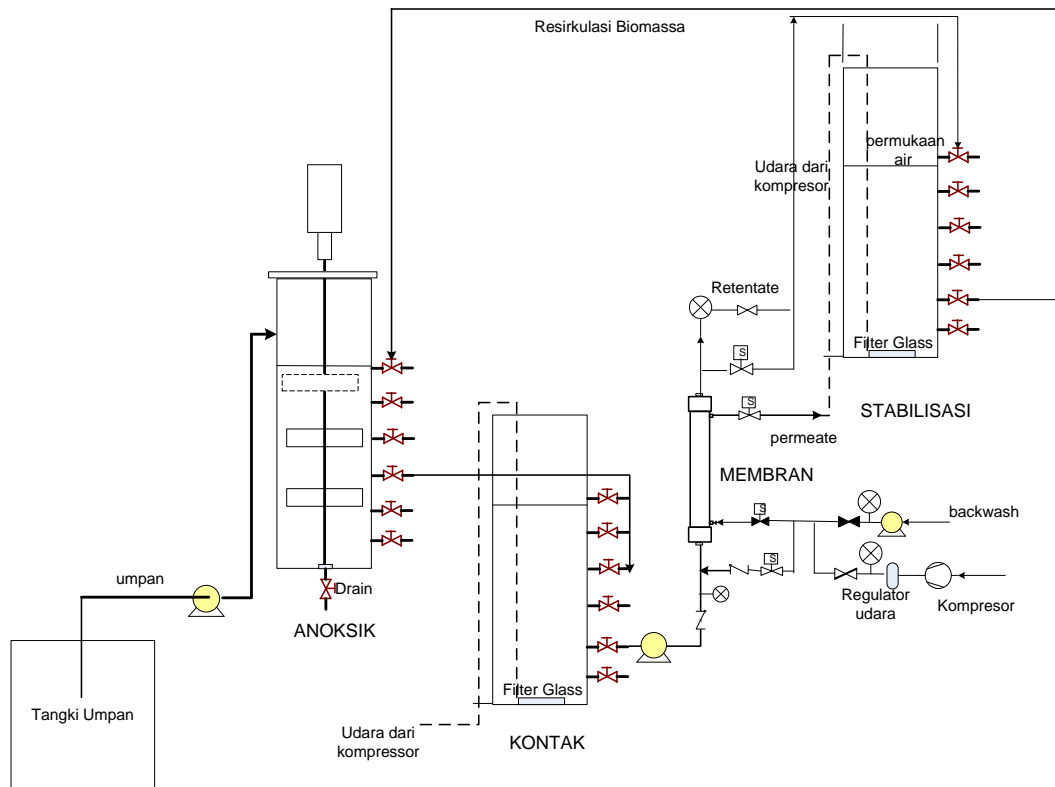 Resirkulasi Biomassa
bermukaan
air
Udara dari
kompresor
Retentate
S
Filter Glass
STABILISASI
S
permeate
MEMBRAN
S
backwash
S
Regulator
udara
Kompresor
umpan
Drain
ANOKSIK
Tangki Umpan
Filter Glass
Udara dari
kompressor
KONTAK